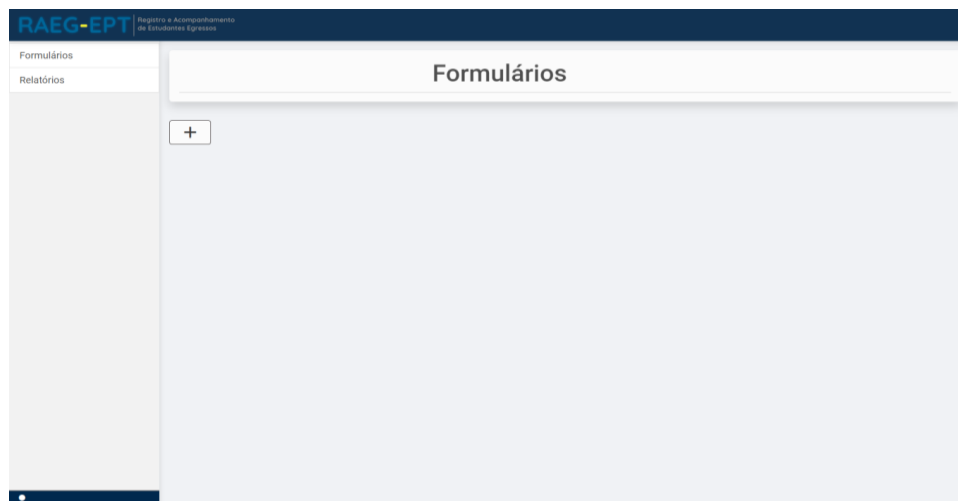 RAEG-EPT
Registro e Acompanhamento
de Estudantes Egressos
Formulários
Relatórios
Formulários
+